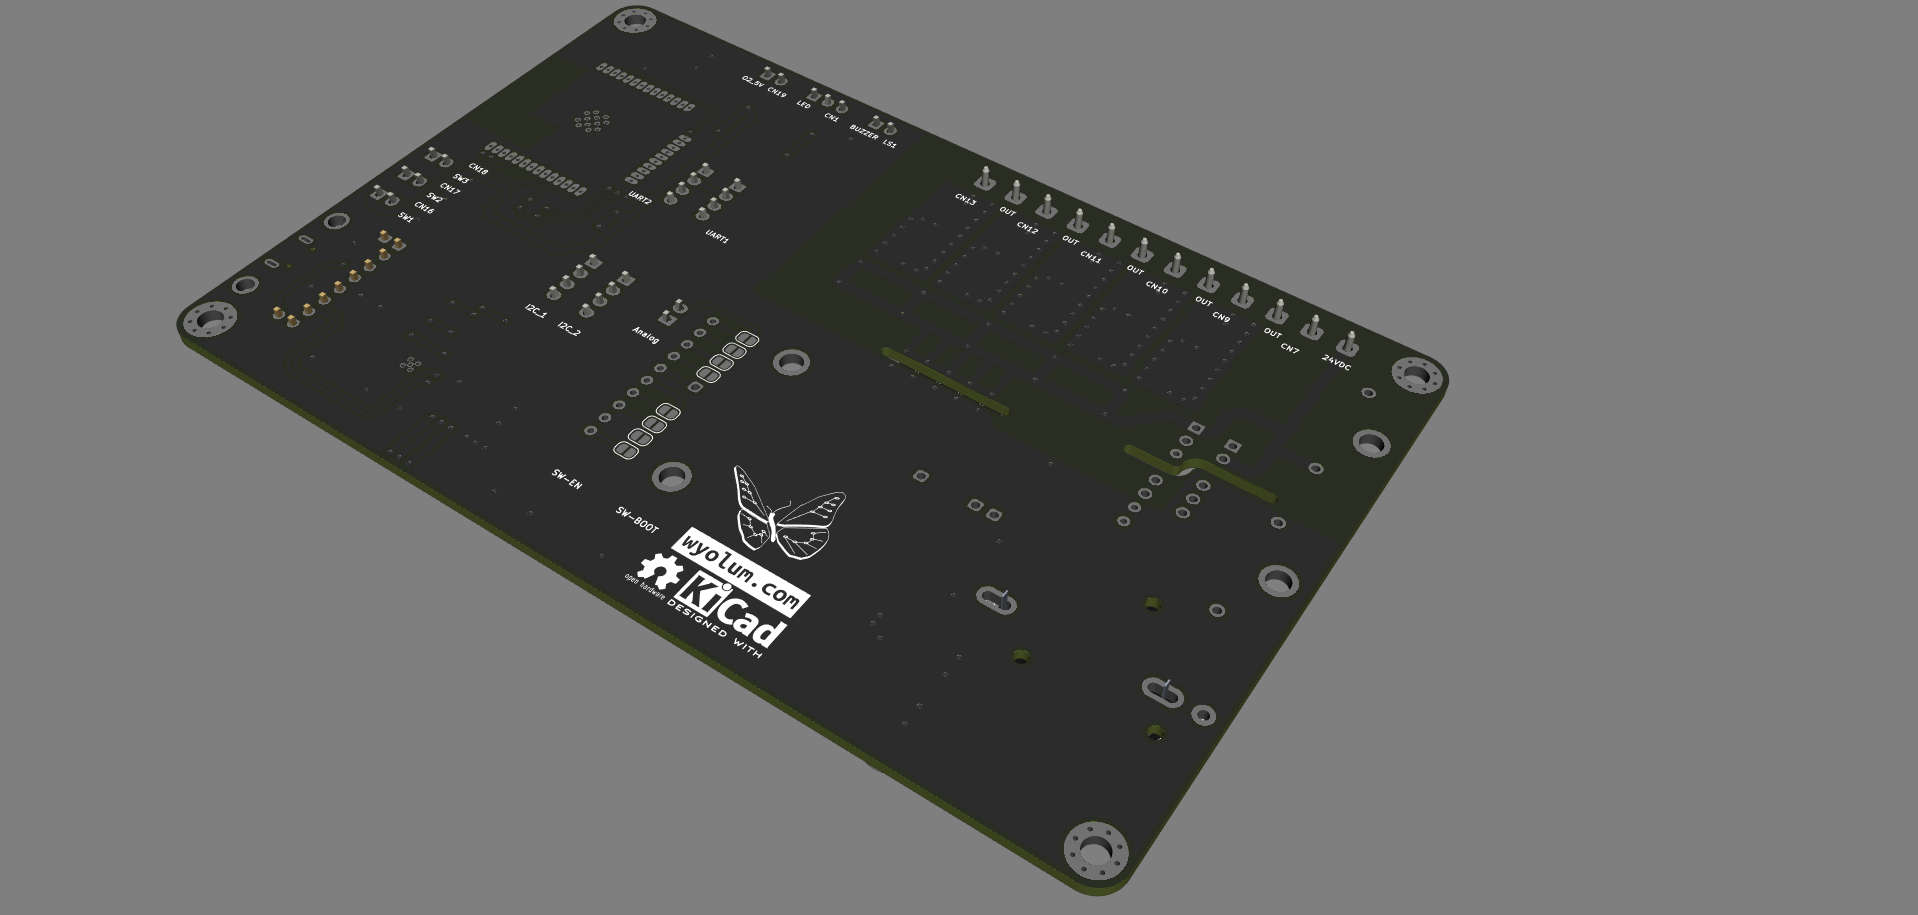 O2_5V CN19
LED
CN1
BUZZER LS1
CN18
SW3
CN17
SW2
CN16
SW1
UART2
UART1
CN13
OUT
CN12
OUT
CN11
OUT
CN10
OUT
CN9
OUT
CN7
24VDC
I2C_1
I2C_2
Analog
SW-EN
SW-BOOT
wyolum.com
open hardware
KiCad
DESIGNED WITH